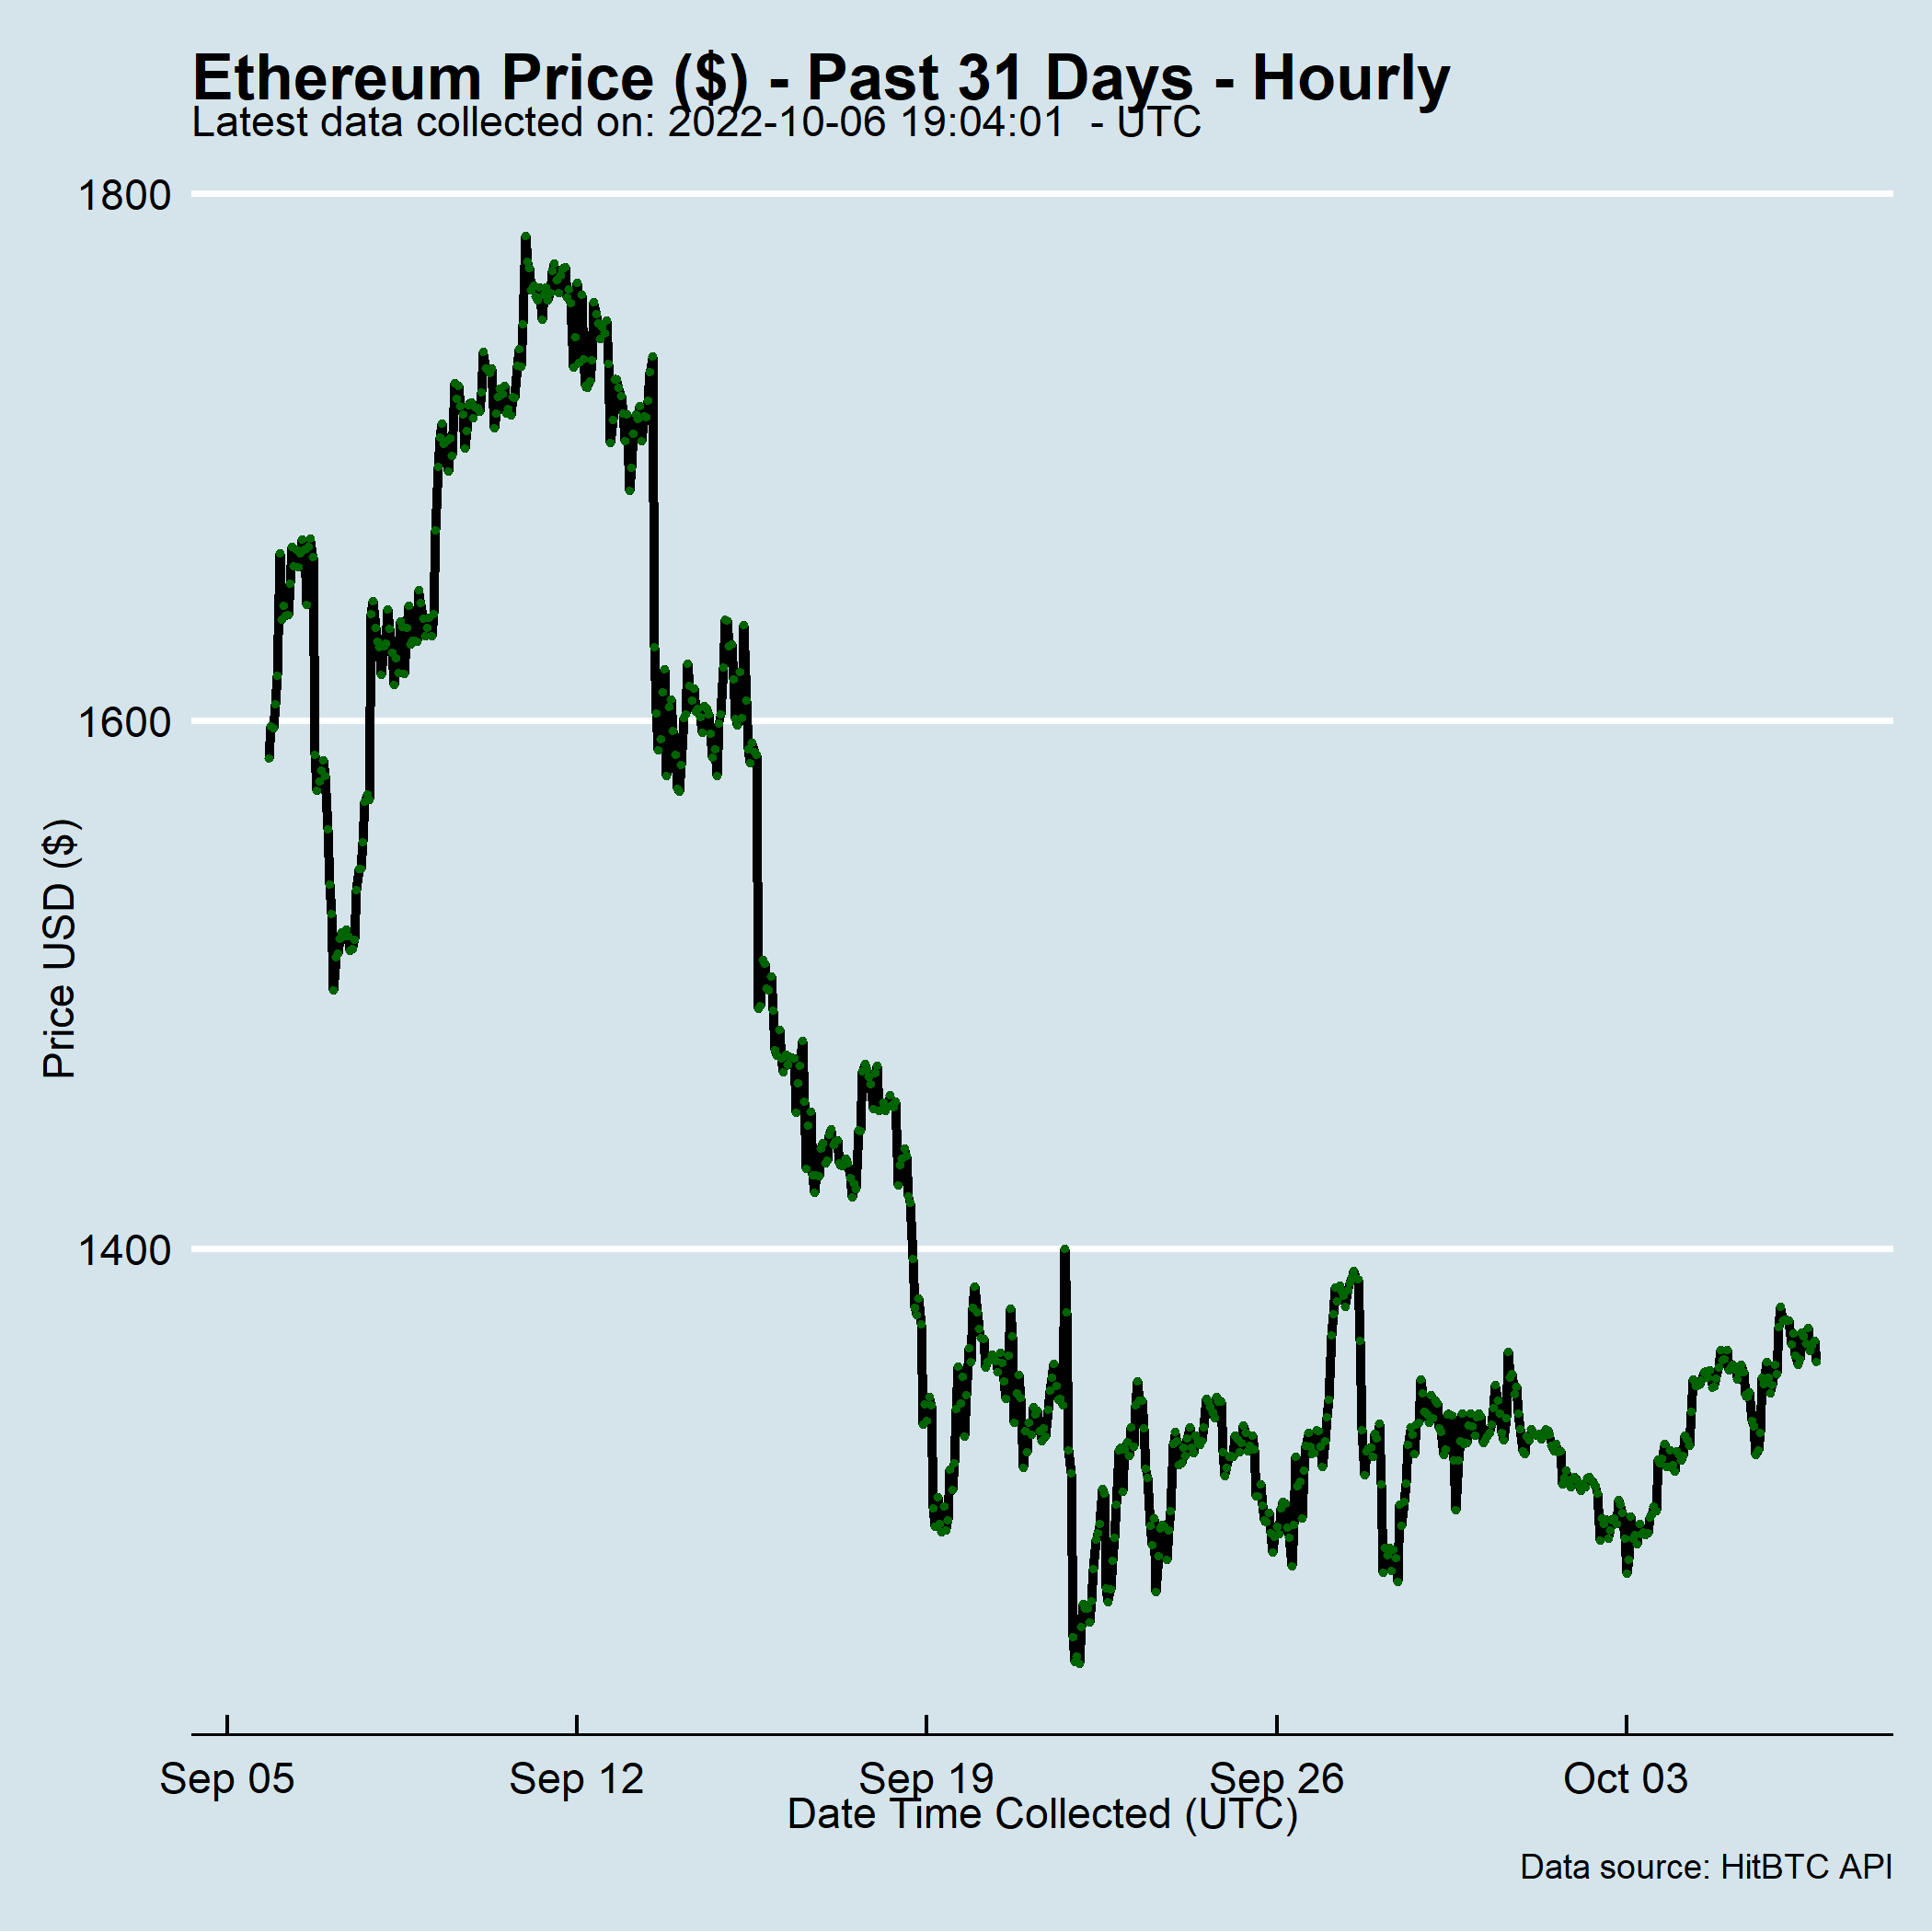 Ethereum Price ($) - Past 31 Days - Hourly
Latest data collected on: 2022-10-06 19:04:01  - UTC
1800
1600
1400
Price USD ($)
Sep 05
Sep 12
Sep 19
Sep 26
Oct 03
Date Time Collected (UTC)
Data source: HitBTC API